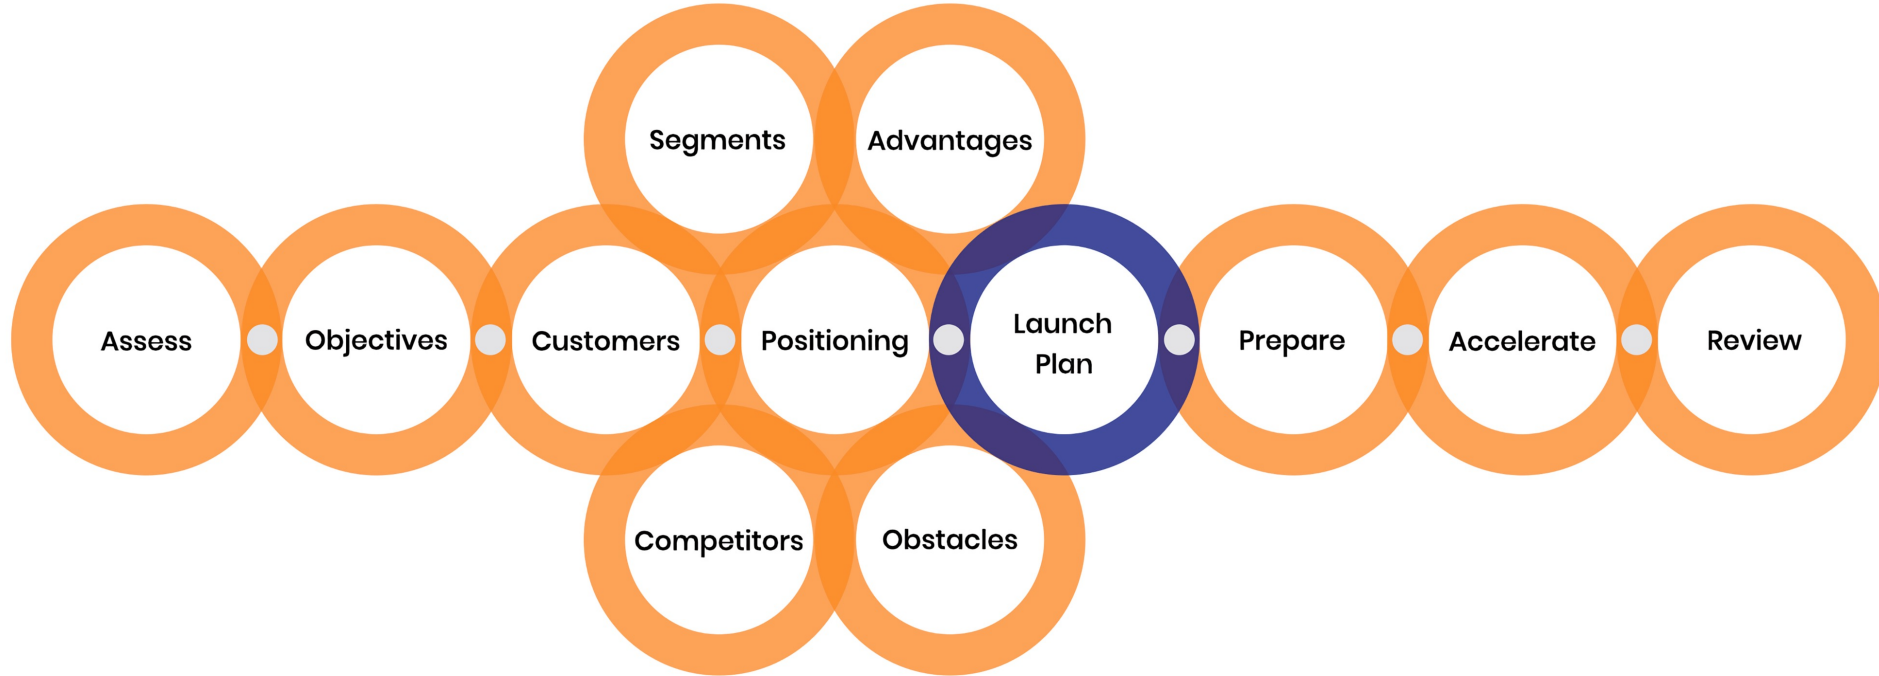 Segments
Advantages
Assess
Objectives
Customers
Positioning
Launch
Plan
Prepare
Accelerate
Review
Competitors
Obstacles